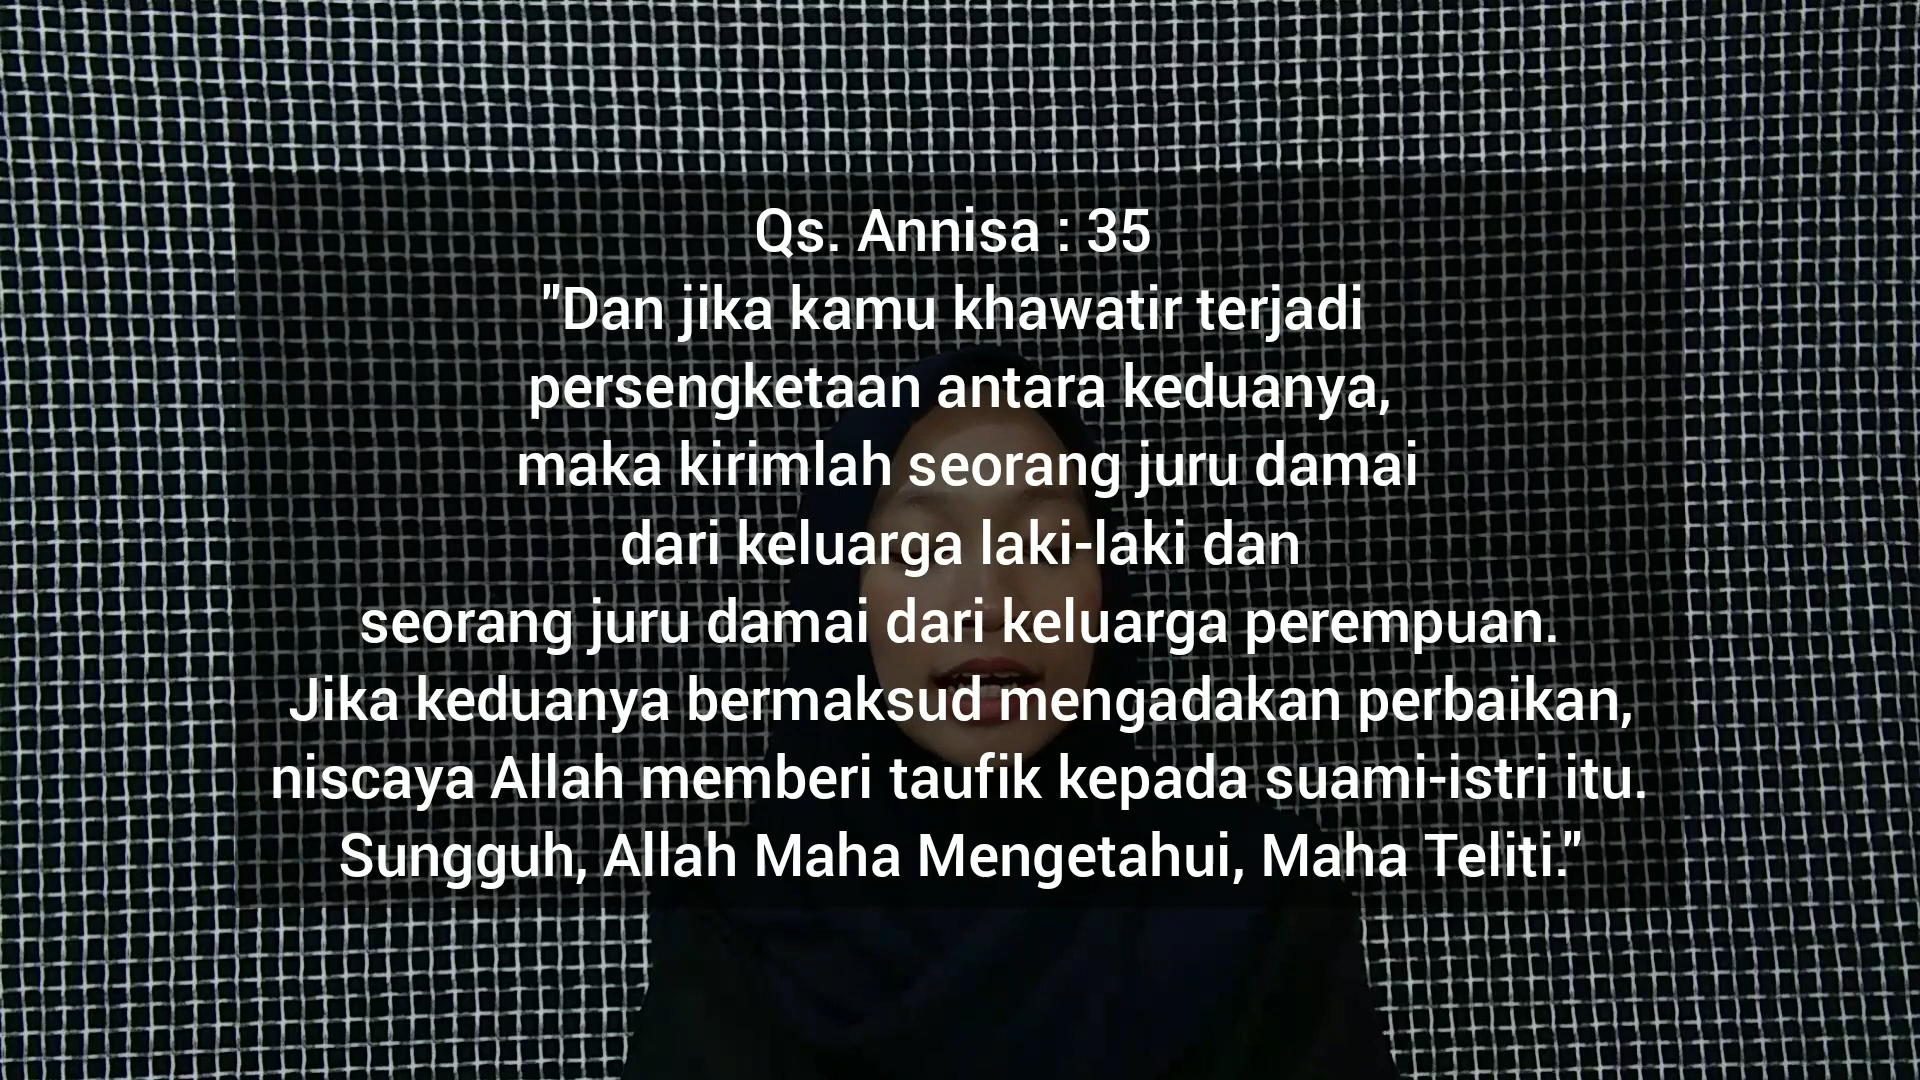 Qs. Annisa : 35
"Dan jika kamu khawatir terjadi
persengketaan antara keduanya,
maka kirimlah seorang juru damai
dari keluarga laki-laki dan
seorang juru damai dari keluarga perempuan.
Jika keduanya bermaksud mengadakan perbaikan,
niscaya Allah memberi taufik kepada suami-istri itu.
Sungguh, Allah Maha Mengetahui, Maha Teliti."